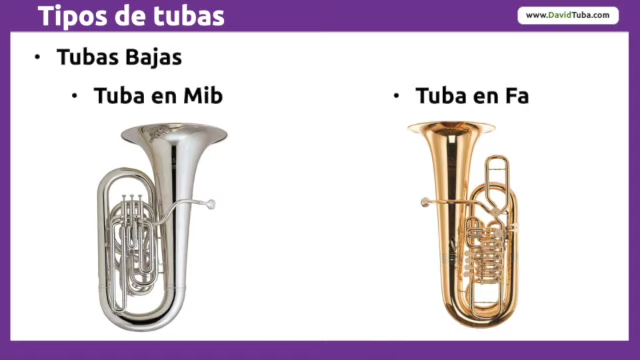 Tipos de tubas
www.DavidTuba.com
• Tubas Bajas
• Tuba en Mib
• Tuba en Fa